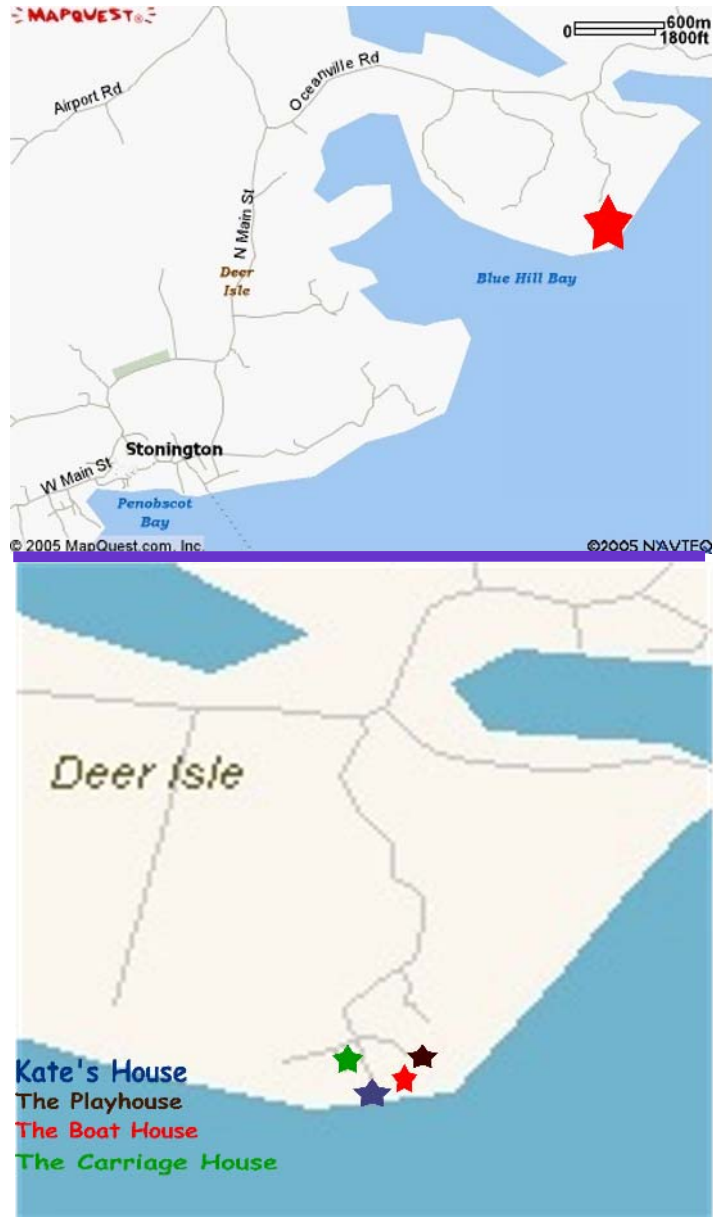 MAPQUEST
600m
0
1800ft
Airport Rd
Oceanville Rd
N Main St
Deer
Isle
Blue Hill Bay
Stonington
W Main St
Penobscot
Bay
© 2005 MapQuest.com, Inc.
©2005 NAVTEQ
Deer Isle
Kate's House
The Playhouse
The Boat House
The Carriage House